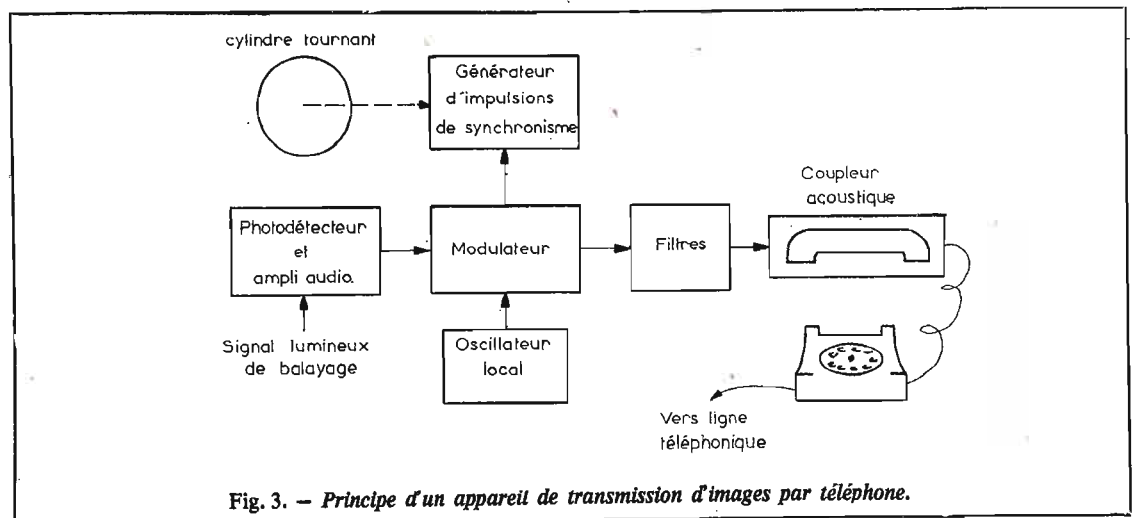 cylindre tournant
Générateur
d'impulsions
de synchronisme
Coupleur
acoustique
Photodétecteur
et
ampli audio.
Modulateur
Filtres
Signal lumineux
de balayage
Oscillateur
local
Vers ligne
téléphonique
Fig. 3. – Principe d'un appareil de transmission d'images par téléphone.